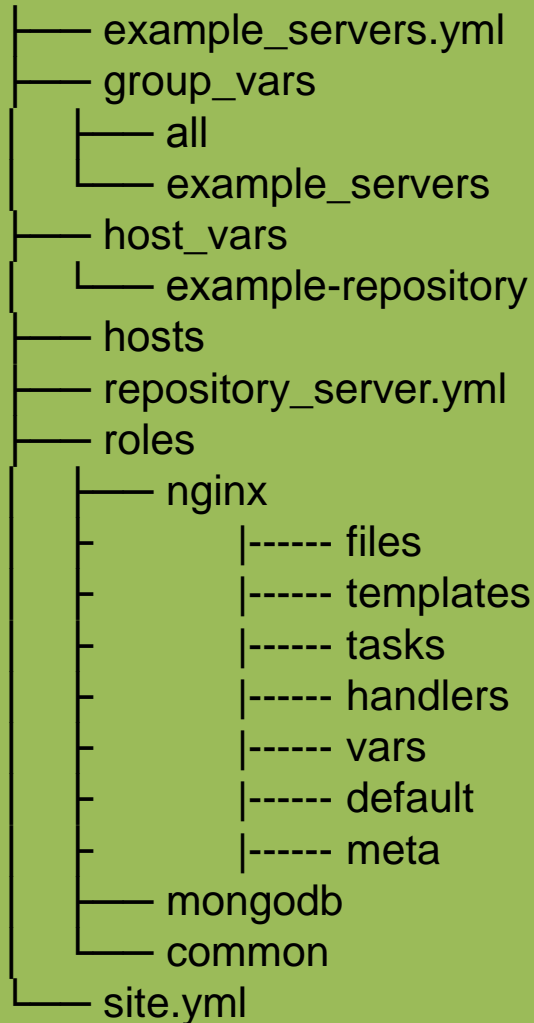 ├── example_servers.yml
├── group_vars
│   ├── all
│   └── example_servers
├── host_vars
│   └── example-repository
├── hosts
├── repository_server.yml
├── roles
│   ├── nginx
│   ├          |------ files
│   ├          |------ templates
│   ├          |------ tasks
│   ├          |------ handlers
│   ├          |------ vars
│   ├          |------ default
│   ├          |------ meta
│   ├── mongodb
│   └── common
└── site.yml